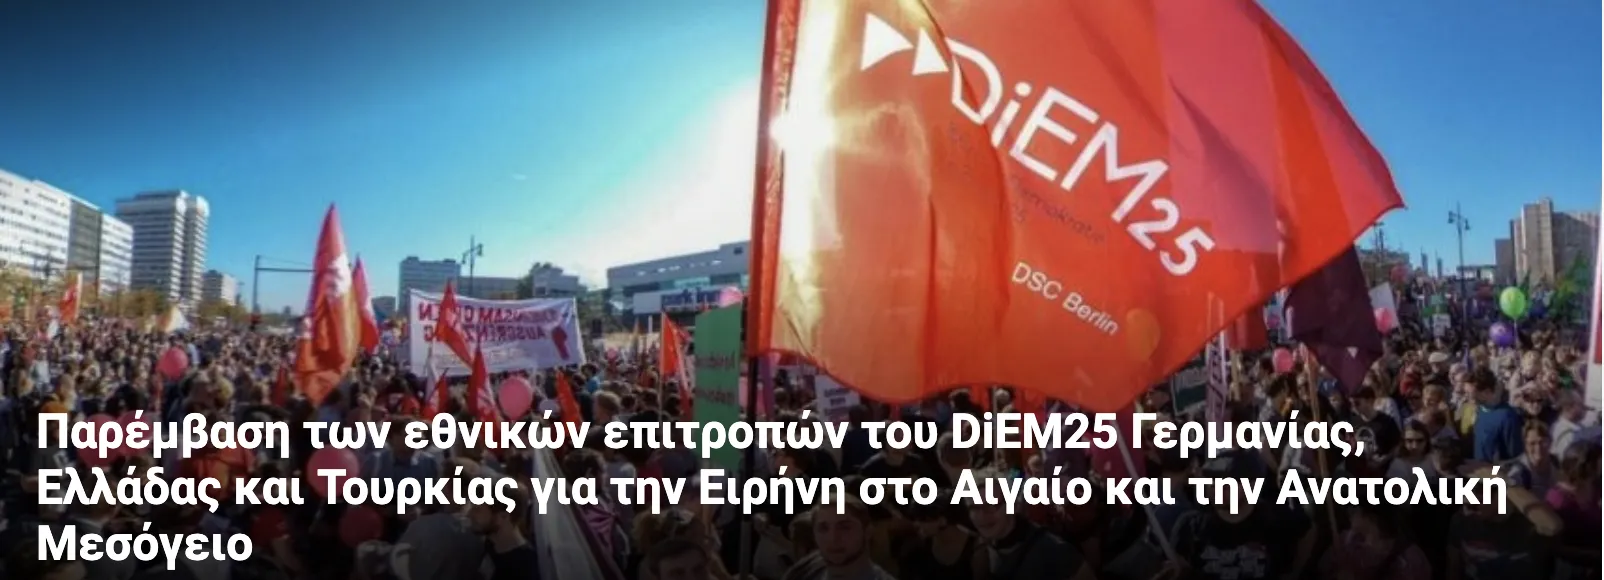 DiEM25
DSC Berlin
Παρέμβαση των εθνικών επιτροπών του DiEM25 Γερμανίας,
Ελλάδας και Τουρκίας για την Ειρήνη στο Αιγαίο και την Ανατολική
Μεσόγειο